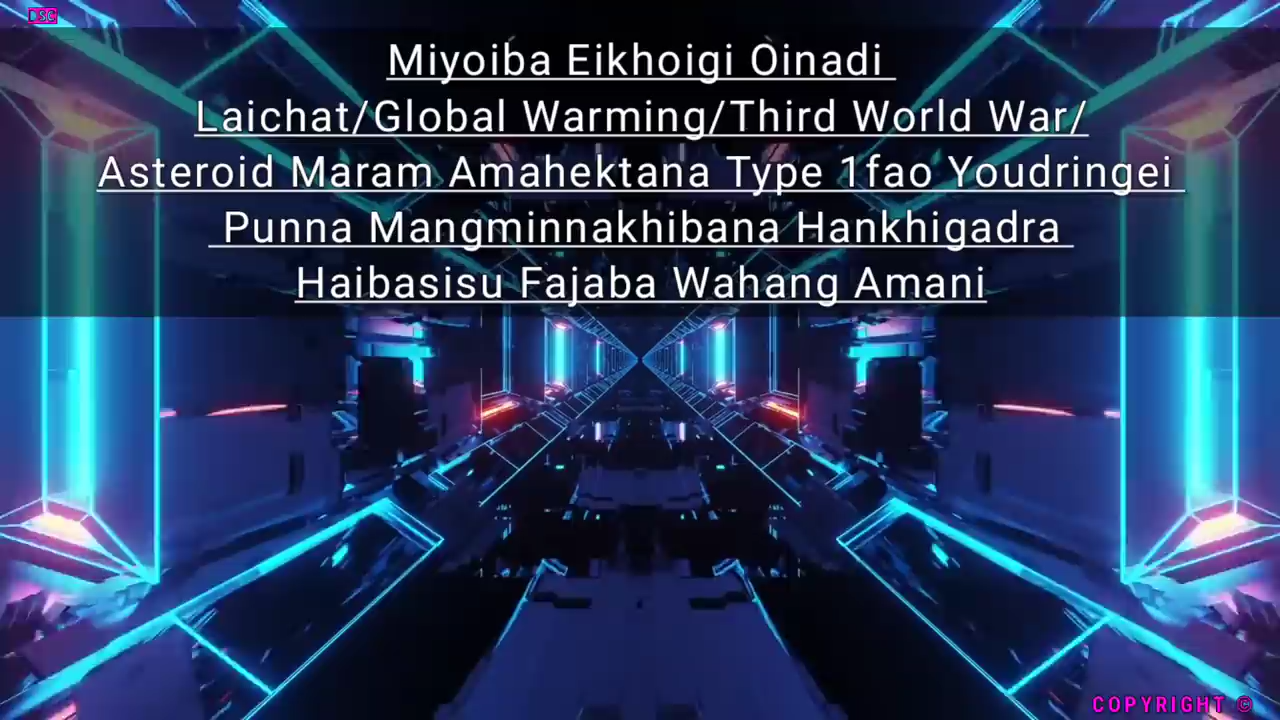 DSC
Miyoiba Eikhoigi Oinadi
Laichat/Global Warming/Third World War/
Asteroid Maram Amahektana Type 1fao Youdringei
Punna Mangminnakhibana Hankhigadra
Haibasisu Fajaba Wahang Amani
COPYRIGHT ©